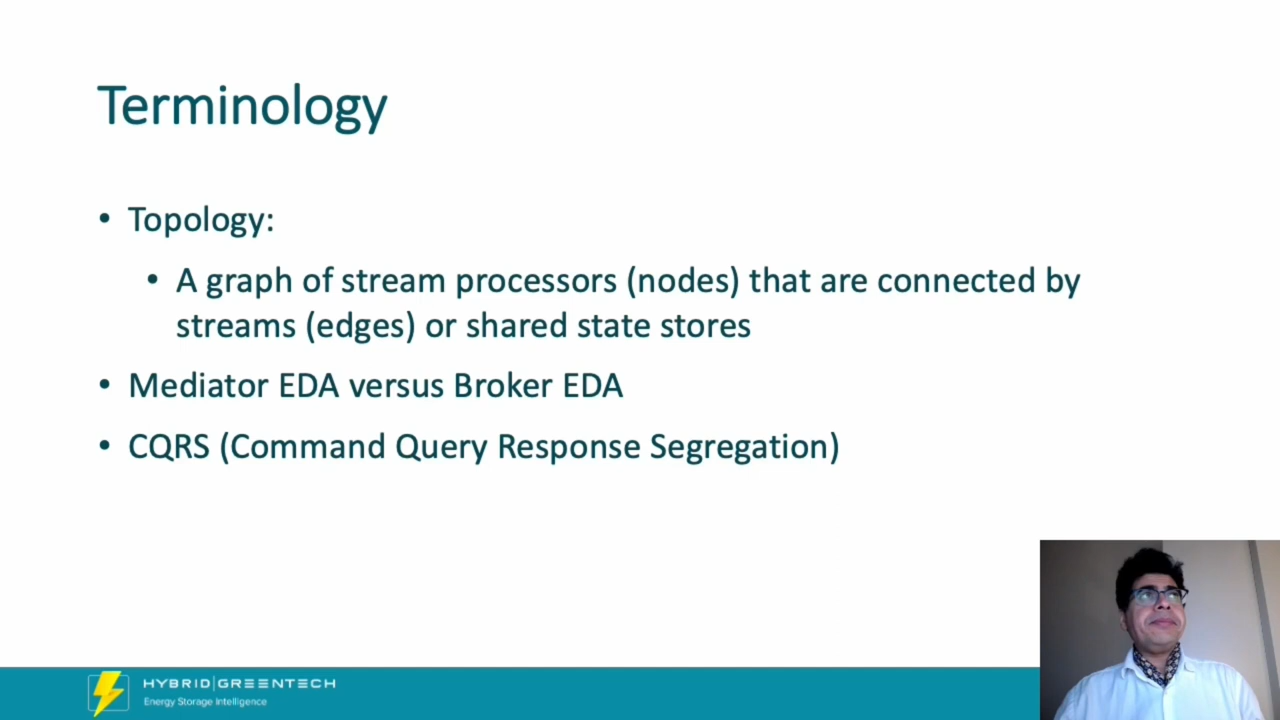 Terminology
• Topology:
• A graph of stream processors (nodes) that are connected by
streams (edges) or shared state stores
• Mediator EDA versus Broker EDA
• CQRS (Command Query Response Segregation)
HYBRID|GREENTECH
Energy Storage Intelligence